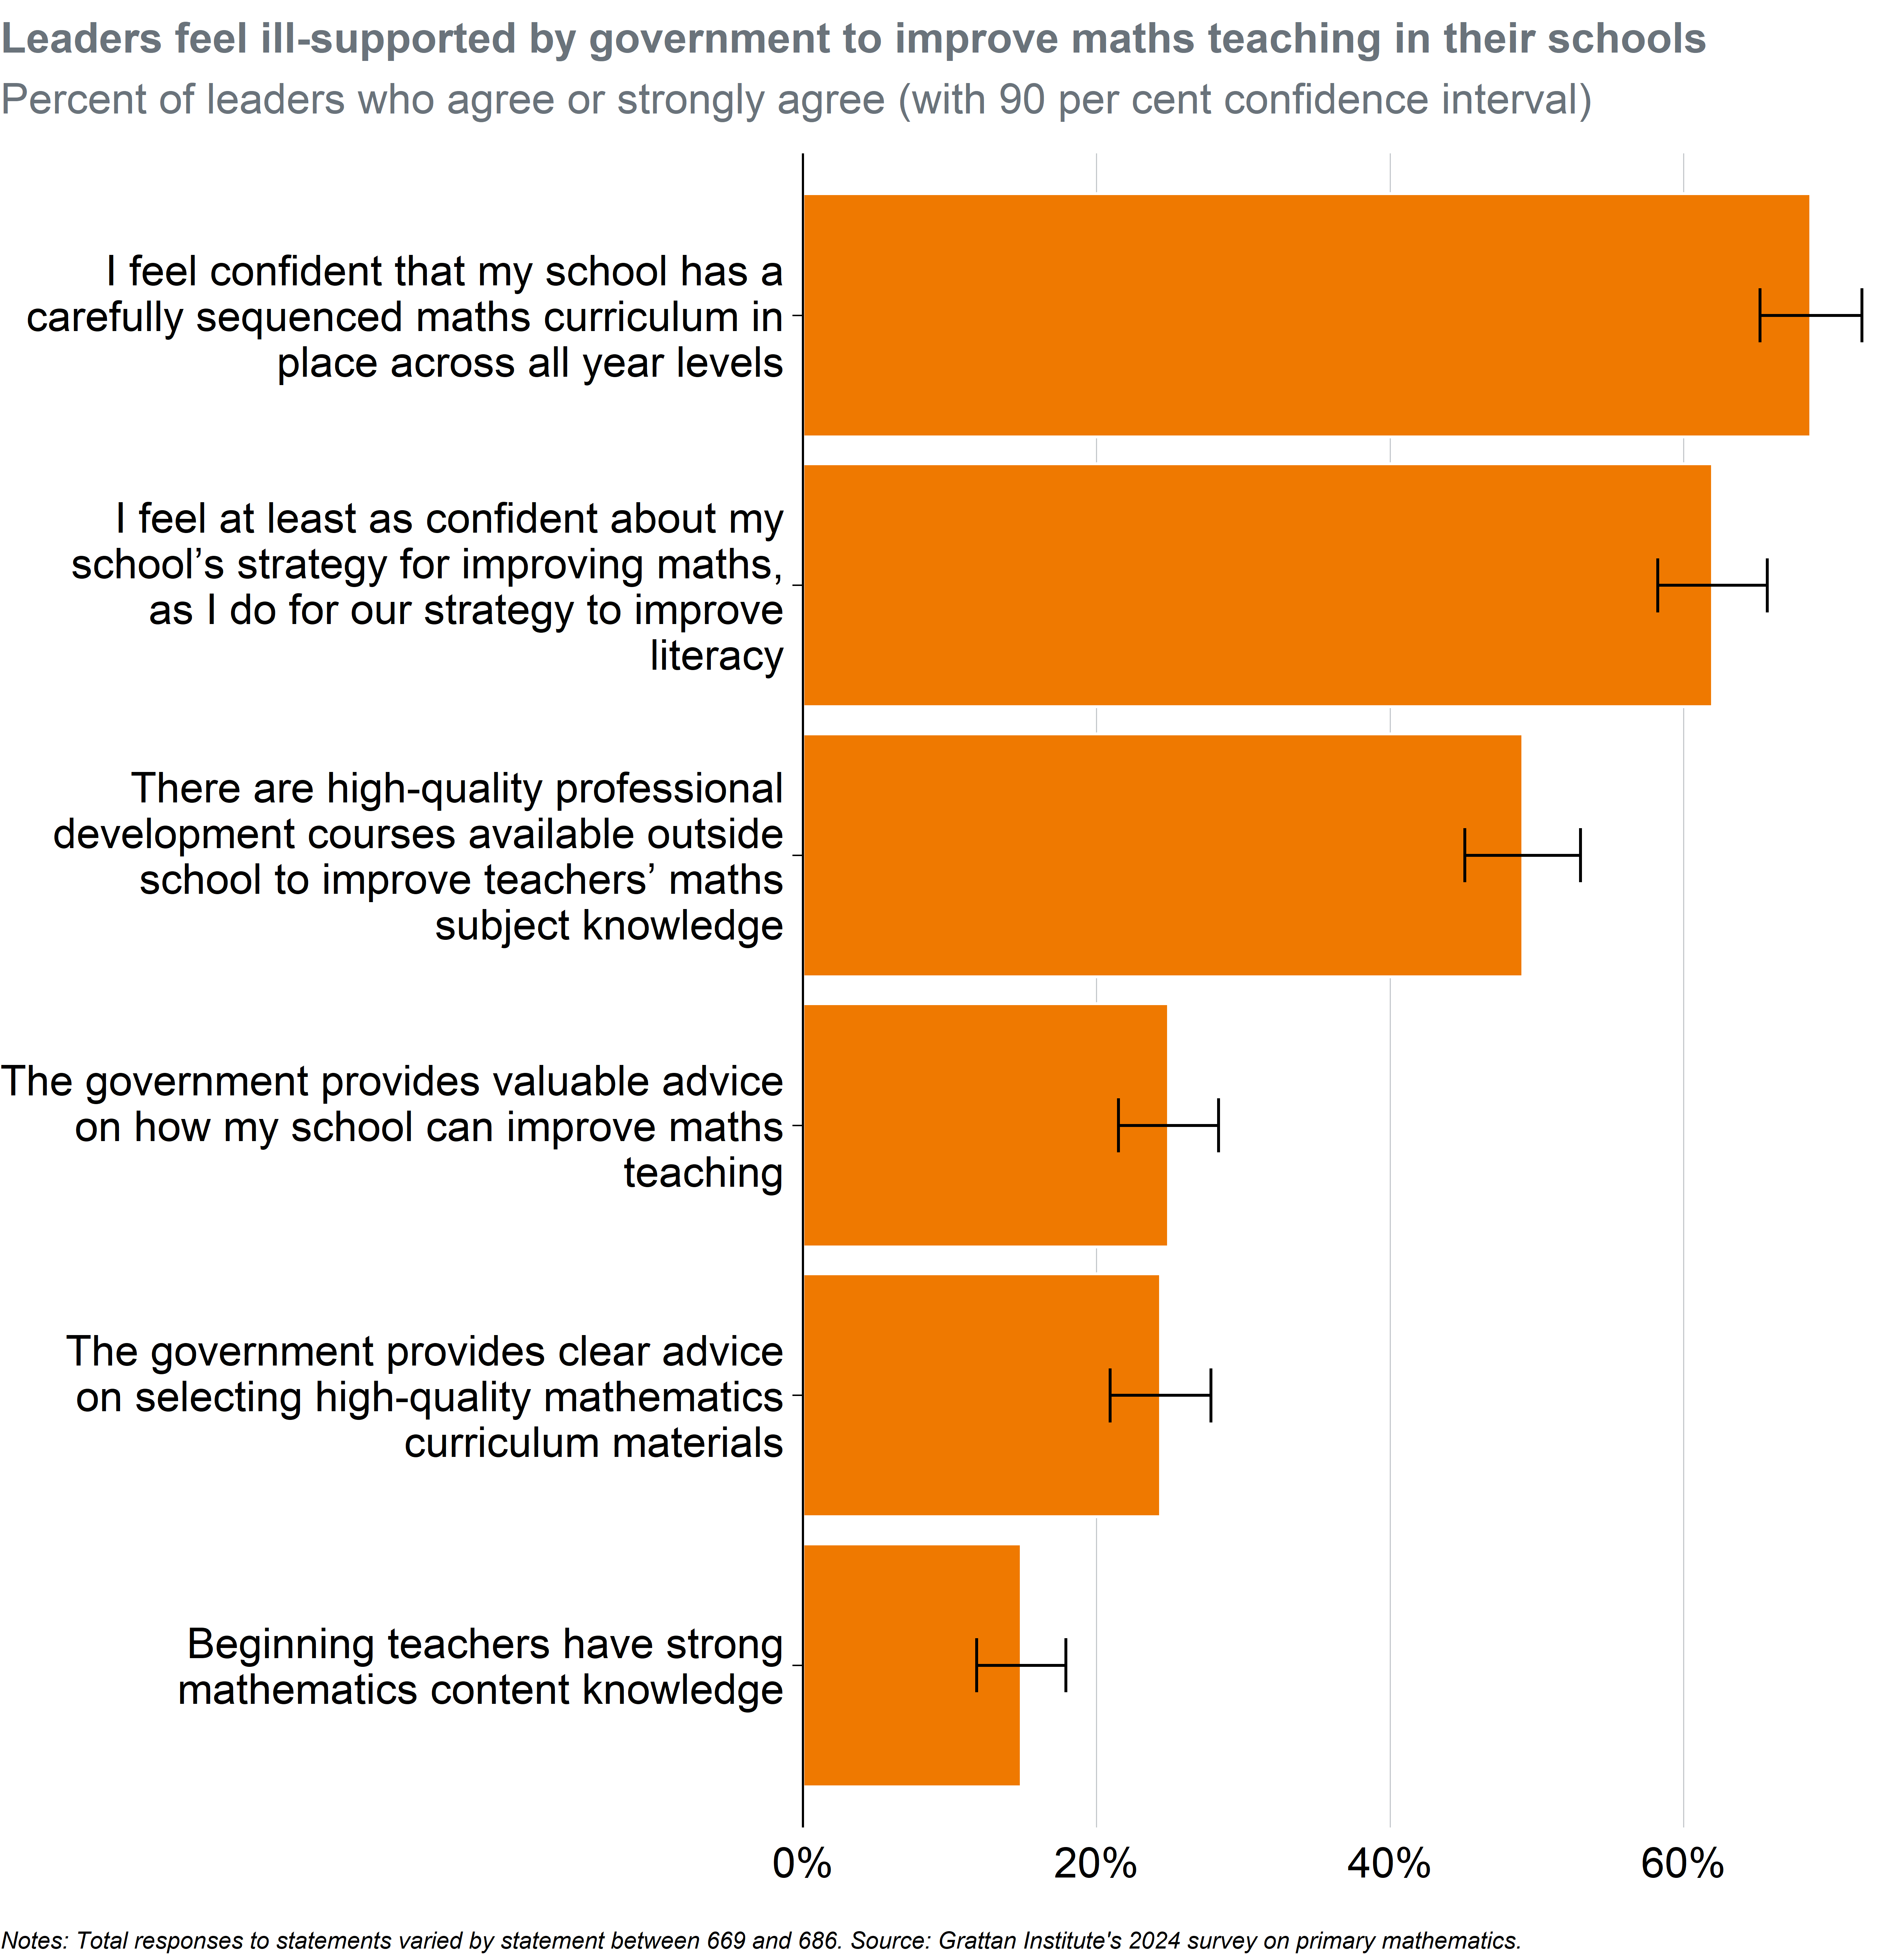 Leaders feel ill-supported by government to improve maths teaching in their schools
Percent of leaders who agree or strongly agree (with 90 per cent confidence interval)
I feel confident that my school has a
carefully sequenced maths curriculum in
place across all year levels
I feel at least as confident about my
school’s strategy for improving maths,
as I do for our strategy to improve
literacy
There are high-quality professional
development courses available outside
school to improve teachers’ maths
subject knowledge
The government provides valuable advice
on how my school can improve maths
teaching
The government provides clear advice
on selecting high-quality mathematics
curriculum materials
Beginning teachers have strong
mathematics content knowledge
0% 20% 40% 60%
Notes: Total responses to statements varied by statement between 669 and 686. Source: Grattan Institute's 2024 survey on primary mathematics.